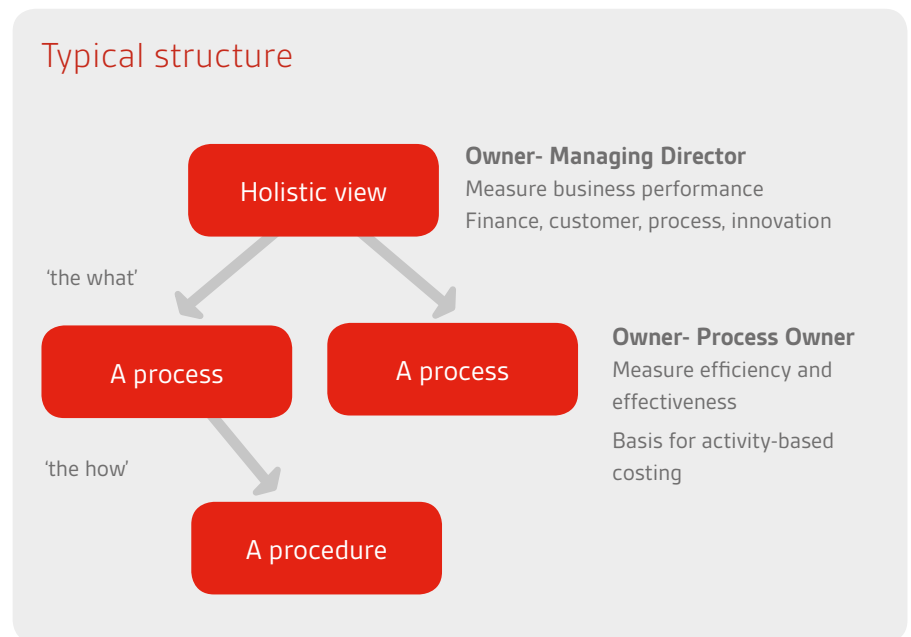 Typical structure
Holistic view
Owner- Managing Director
Measure business performance
Finance, customer, process, innovation
‘the what’
A process
A process
Owner- Process Owner
Measure efficiency and
effectiveness
Basis for activity-based
costing
‘the how’
A procedure